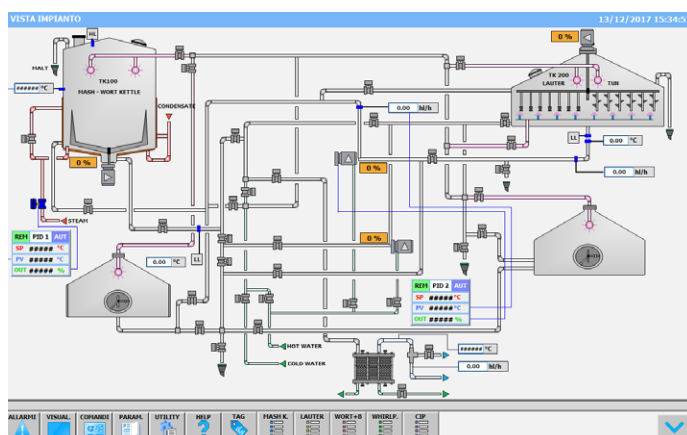 VISTA IMPIANTO
13/12/2017 15:34:5
HL
0 %
MALT
TK100
MASH - WORT KETTLE
TK 200
LAUTER TUN
###### °C
CONDENSATE
0.00 hl/h
LL
0.00 °C
0 %
0 %
0.00 hl/h
STEAM
REM PID 1 AUT
SP ##### °C
PV ##### °C
OUT ##### %
0 %
0.00 °C
LL
REM PID 2 AUT
SP ##### °C
PV ##### °C
OUT ##### %
HOT WATER
COLD WATER
###### °C
0.00 hl/h
ALLARMI VISUAL. COMANDI PARAM. UTILITY HELP TAG MASH K. LAUTER WORT+B WHIRLP. CIP